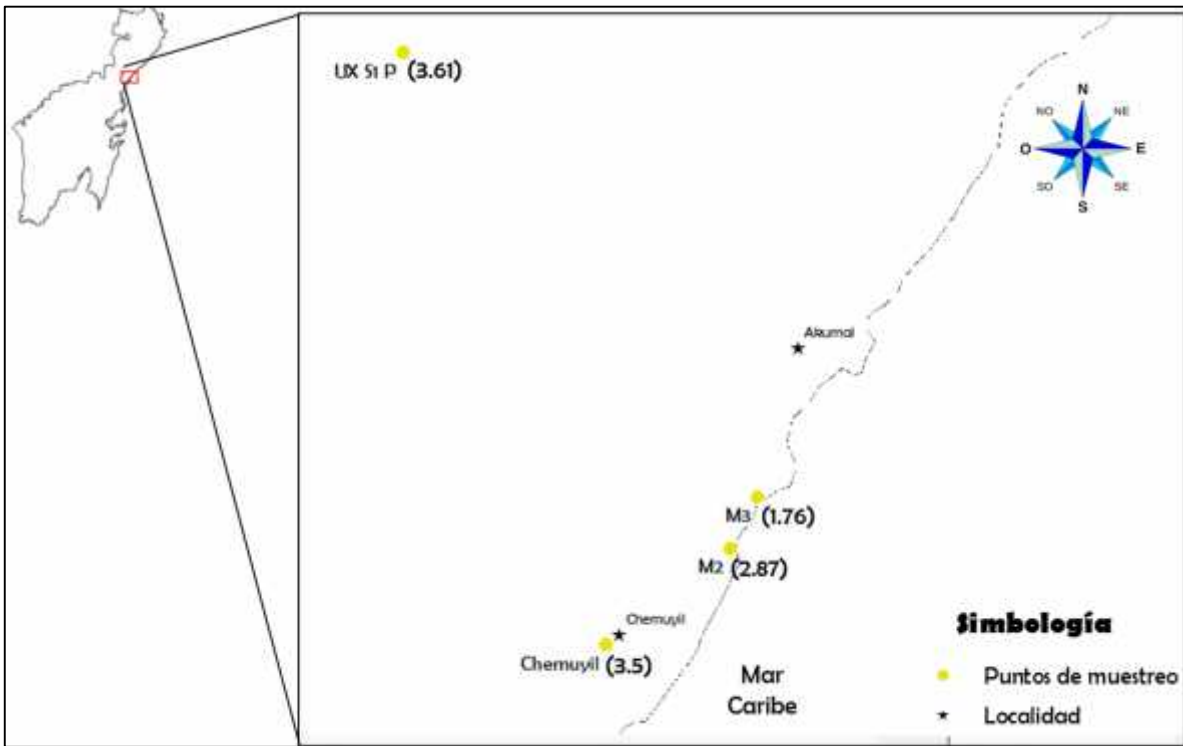 UX S1 P (3.61)
N
NO
NE
O
E
SO
SE
S
Akumal
M3 (1.76)
M2 (2.87)
Chemuyil
Chemuyil (3.5)
Mar
Caribe
Simbología
Puntos de muestreo
Localidad